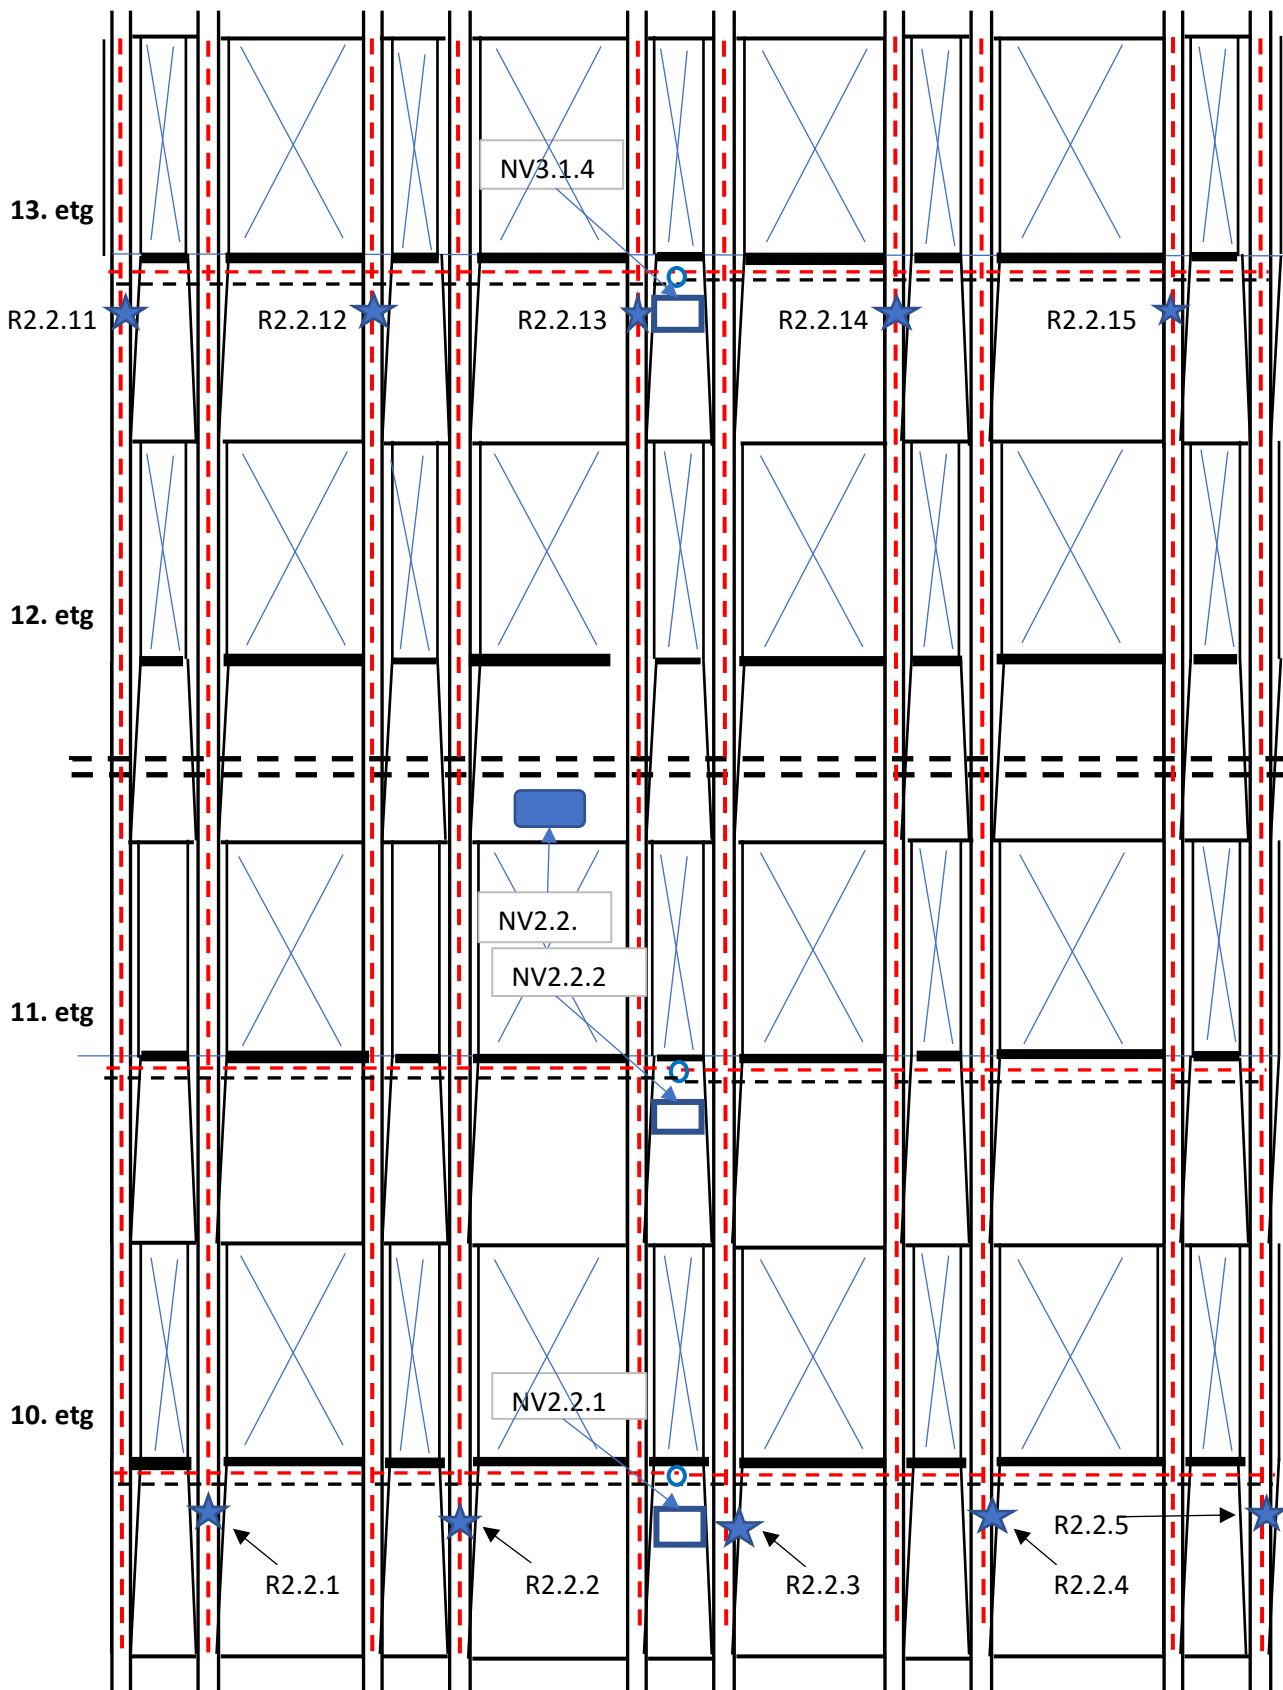 NV3.1.4
13. etg
R2.2.11
R2.2.12
R2.2.13
R2.2.14
R2.2.15
12. etg
NV2.2.
NV2.2.2
11. etg
NV2.2.1
10. etg
R2.2.5
R2.2.1
R2.2.2
R2.2.3
R2.2.4